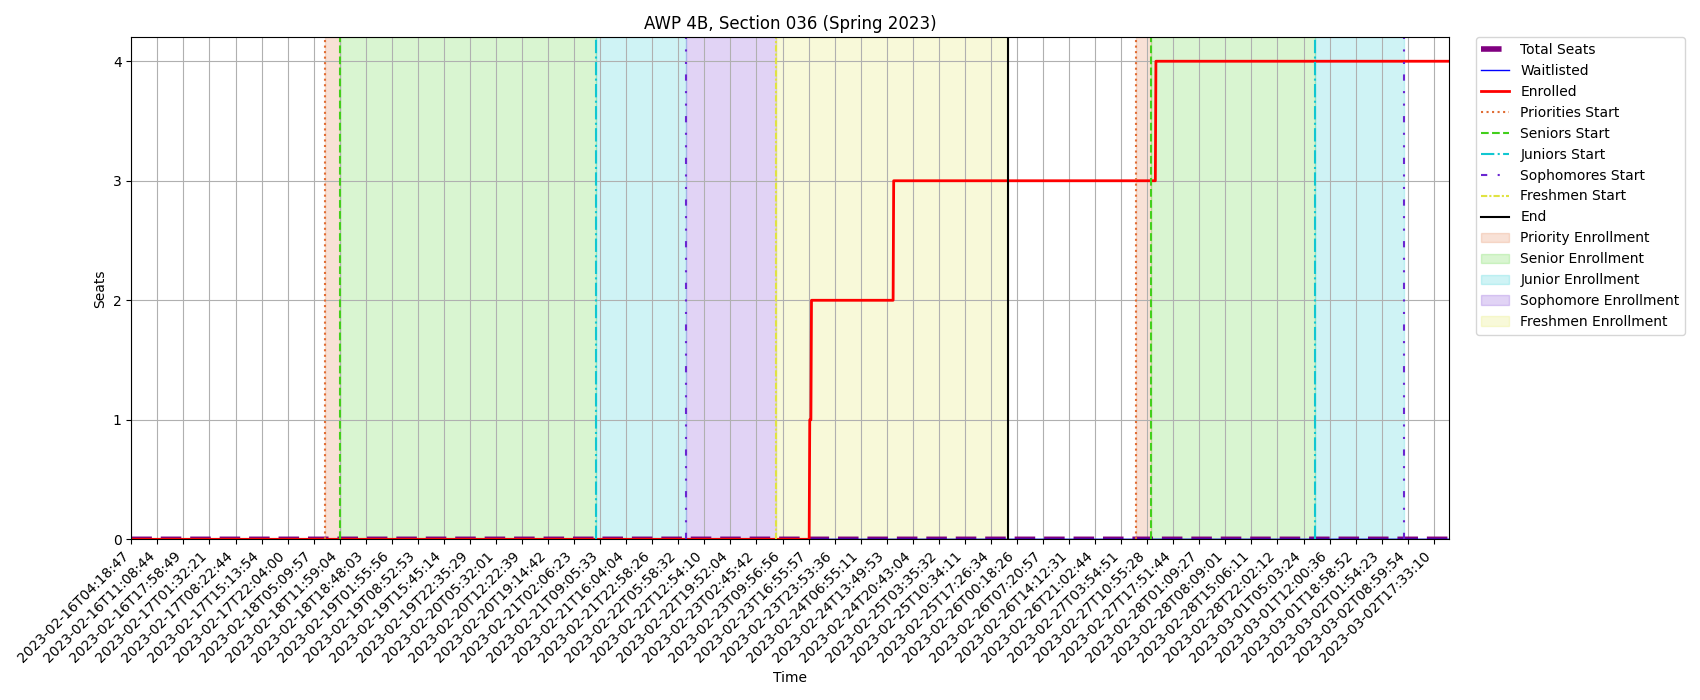 AWP 4B, Section 036 (Spring 2023)
Seats
4
3
2
1
0
2023-02-16T04:18:47
2023-02-16T11:08:44
2023-02-16T17:58:49
2023-02-17T01:32:21
2023-02-17T08:22:44
2023-02-17T15:13:54
2023-02-17T22:04:00
2023-02-18T05:09:57
2023-02-18T11:59:04
2023-02-18T18:48:03
2023-02-19T01:55:56
2023-02-19T08:52:53
2023-02-19T15:45:14
2023-02-19T22:35:29
2023-02-20T05:32:01
2023-02-20T12:22:39
2023-02-20T19:14:42
2023-02-21T02:06:23
2023-02-21T09:05:33
2023-02-21T16:04:04
2023-02-21T22:58:26
2023-02-22T05:58:32
2023-02-22T12:54:10
2023-02-22T19:52:04
2023-02-23T02:45:42
2023-02-23T09:56:56
2023-02-23T16:55:57
2023-02-23T23:53:36
2023-02-24T06:55:11
2023-02-24T13:49:53
2023-02-24T20:43:04
2023-02-25T03:35:32
2023-02-25T10:34:11
2023-02-25T17:26:34
2023-02-26T00:18:26
2023-02-26T07:20:57
2023-02-26T14:12:31
2023-02-26T21:02:44
2023-02-27T03:54:51
2023-02-27T10:55:28
2023-02-27T17:51:44
2023-02-28T01:09:27
2023-02-28T08:09:01
2023-02-28T15:06:11
2023-02-28T22:02:12
2023-03-01T05:03:24
2023-03-01T12:00:36
2023-03-01T18:58:52
2023-03-02T01:54:23
2023-03-02T08:59:54
2023-03-02T17:33:10
Time
Total Seats
Waitlisted
Enrolled
Priorities Start
Seniors Start
Juniors Start
Sophomores Start
Freshmen Start
End
Priority Enrollment
Senior Enrollment
Junior Enrollment
Sophomore Enrollment
Freshmen Enrollment